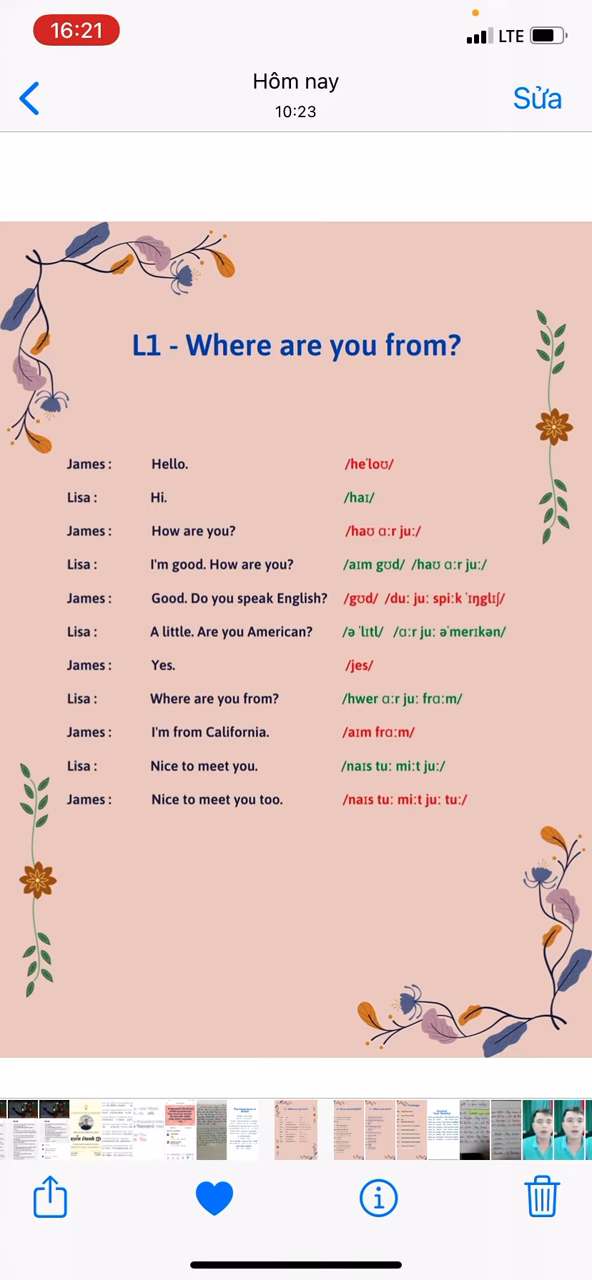 16:21
LTE
Hôm nay
10:23
Sửa
L1 - Where are you from?
James : Hello. /heˈloʊ/
Lisa : Hi. /haɪ/
James : How are you? /haʊ ɑːr juː/
Lisa : I'm good. How are you? /aɪm gʊd/ /haʊ ɑːr juː/
James : Good. Do you speak English? /gʊd/ /duː juː spiːk ˈɪŋglɪʃ/
Lisa : A little. Are you American? /ə ˈlɪtl/ /ɑːr juː əˈmerɪkən/
James : Yes. /jes/
Lisa : Where are you from? /hwer ɑːr juː frɑːm/
James : I'm from California. /aɪm frɑːm/
Lisa : Nice to meet you. /naɪs tuː miːt juː/
James : Nice to meet you too. /naɪs tuː miːt juː tuː/